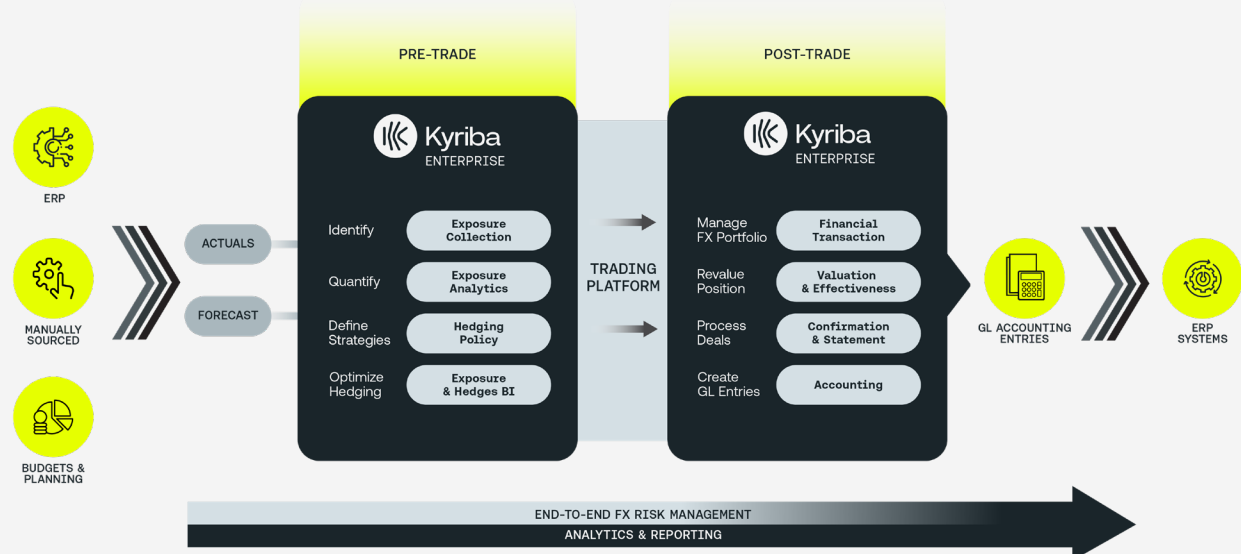 PRE-TRADE
POST-TRADE
ERP
MANUALLY
SOURCED
BUDGETS &
PLANNING
ACTUALS
FORECAST
Kyriba
ENTERPRISE
Identify
Exposure
Collection
Quantify
Exposure
Analytics
Define
Strategies
Hedging
Policy
Optimize
Hedging
Exposure
& Hedges BI
TRADING
PLATFORM
Kyriba
ENTERPRISE
Manage
FX Portfolio
Financial
Transaction
Revalue
Position
Valuation
& Effectiveness
Process
Deals
Confirmation
& Statement
Create
GL Entries
Accounting
GL ACCOUNTING
ENTRIES
ERP
SYSTEMS
END-TO-END FX RISK MANAGEMENT
ANALYTICS & REPORTING